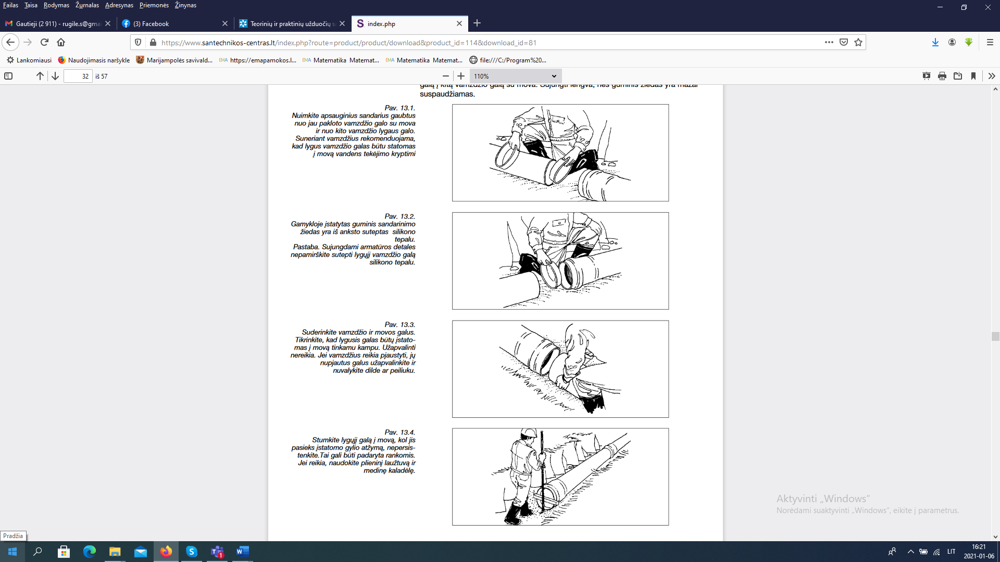 Failas Taisa Rodymas Žurnalas Adresynas Priemonės Žinynas
Gautieji (2 911) - rugile.s@gmai
(3) Facebook
Teorinių ir praktinių užduočių s
index.php
https://www.santechnikos-centras.lt/index.php?route=product/product/download&product_id=114&download_id=81
Lankomiausi
Naudojimasis naršykle
Marijampolės savivald...
EMA https://emapamokos.l...
EMA Matematika Matemat...
EMA Matematika Matemat...
file:///C:/Program%20...
32 iš 57
110%
galą į kitą vamzdžio galą su mova. Sujungti lengva, nes guminis žiedas yra mažai
suspaudžiamas.
Pav. 13.1.
Nuimkite apsauginius sandarius gaubtus
nuo jau pakloto vamzdžio galo su mova
ir nuo kito vamzdžio lygaus galo.
Suneriant vamzdžius rekomenduojama,
kad lygus vamzdžio galas būtu statomas
į movą vandens tekėjimo kryptimi
Pav. 13.2.
Gamykloje įstatytas guminis sandarinimo
žiedas yra iš anksto suteptas silikono
tepalu.
Pastaba. Sujungdami armatūros detales
nepamirškite sutepti lygųjį vamzdžio galą
silikono tepalu.
Pav. 13.3.
Suderinkite vamzdžio ir movos galus.
Tikrinkite, kad lygusis galas būtų įstato-
mas į movą tinkamu kampu. Užapvalinti
nereikia. Jei vamzdžius reikia pjaustyti, jų
nupjautus galus užapvalinkite ir
nuvalykite dilde ar peiliuku.
Pav. 13.4.
Stumkite lygųjį galą į movą, kol jis
pasieks įstatomo gylio atžymą, nepersis-
tenkite.Tai gali būti padaryta rankomis.
Jei reikia, naudokite plieninį laužtuvą ir
medinę kaladėlę.
Aktyvinti „Windows“
Norėdami suaktyvinti „Windows“, eikite į parametrus.
Pradžia
LIT
16:21
2021-01-06